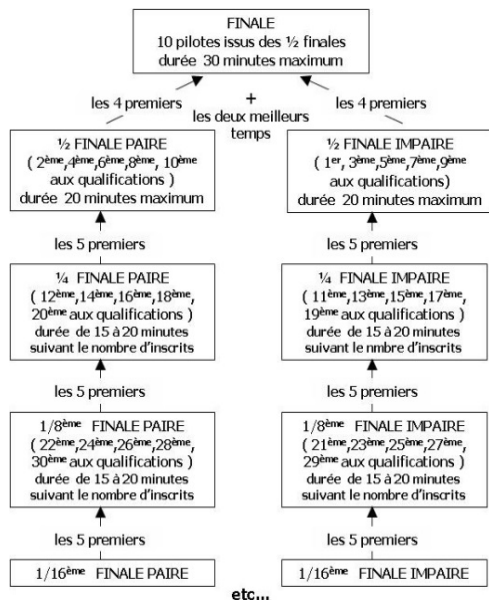 FINALE
10 pilotes issus des ½ finales
durée 30 minutes maximum
les 4 premiers
+
les deux meilleurs
temps
les 4 premiers
½ FINALE PAIRE
( 2ème,4ème,6ème,8ème, 10ème
aux qualifications )
durée 20 minutes maximum
½ FINALE IMPAIRE
( 1er, 3ème,5ème,7ème,9ème
aux qualifications)
durée 20 minutes maximum
les 5 premiers
les 5 premiers
¼ FINALE PAIRE
( 12ème,14ème,16ème,18ème,
20ème aux qualifications )
durée de 15 à 20 minutes
suivant le nombre d'inscrits
¼ FINALE IMPAIRE
( 11ème,13ème,15ème,17ème,
19ème aux qualifications )
durée de 15 à 20 minutes
suivant le nmbre d'inscrits
les 5 premiers
les 5 premiers
1/8ème FINALE PAIRE
(22ème,24ème,26ème,28ème,
30ème aux qualifications )
durée de 15 à 20 minutes
suivant le nombre d'inscrits
1/8ème FINALE IMPAIRE
( 21ème,23ème,25ème,27ème,
29ème aux qualifications )
durée de 15 à 20 minutes
suivant le nombre d'inscrits
les 5 premiers
les 5 premiers
1/16ème FINALE PAIRE
1/16ème FINALE IMPAIRE
etc...